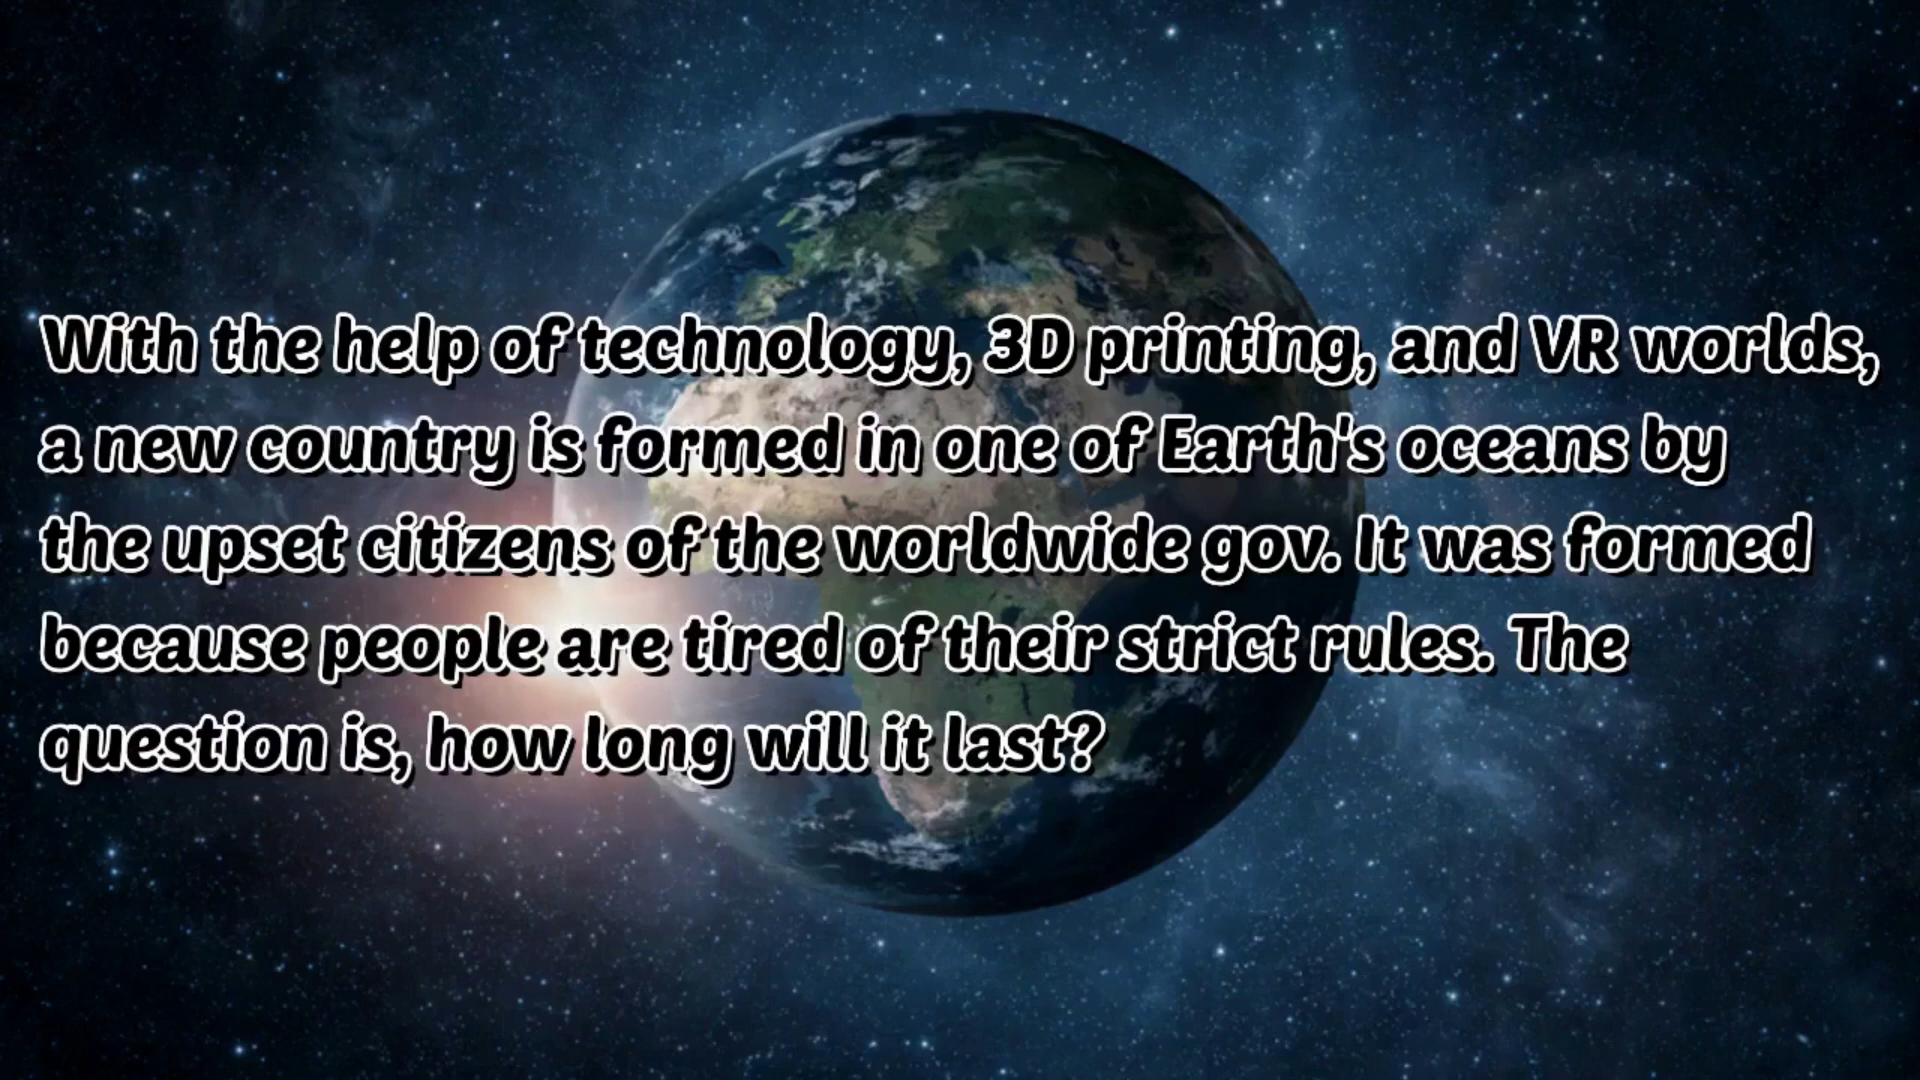 With the help of technology, 3D printing, and VR worlds,
a new country is formed in one of Earth's oceans by
the upset citizens of the worldwide gov. It was formed
because people are tired of their strict rules. The
question is, how long will it last?